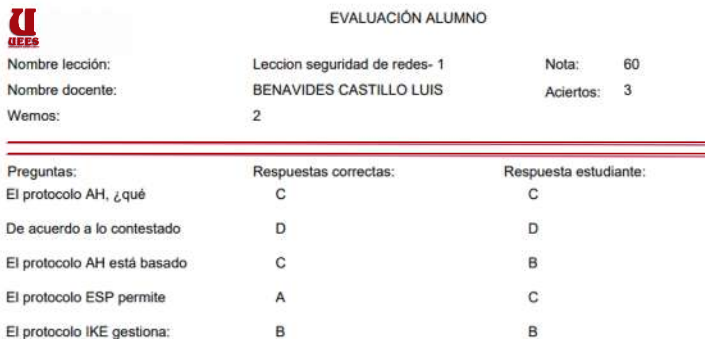 UEES
EVALUACIÓN ALUMNO
Nombre lección: Leccion seguridad de redes- 1 Nota: 60
Nombre docente: BENAVIDES CASTILLO LUIS Aciertos: 3
Wemos: 2
Preguntas: Respuestas correctas: Respuesta estudiante:
El protocolo AH, ¿qué C C
De acuerdo a lo contestado D D
El protocolo AH está basado C B
El protocolo ESP permite A C
El protocolo IKE gestiona: B B